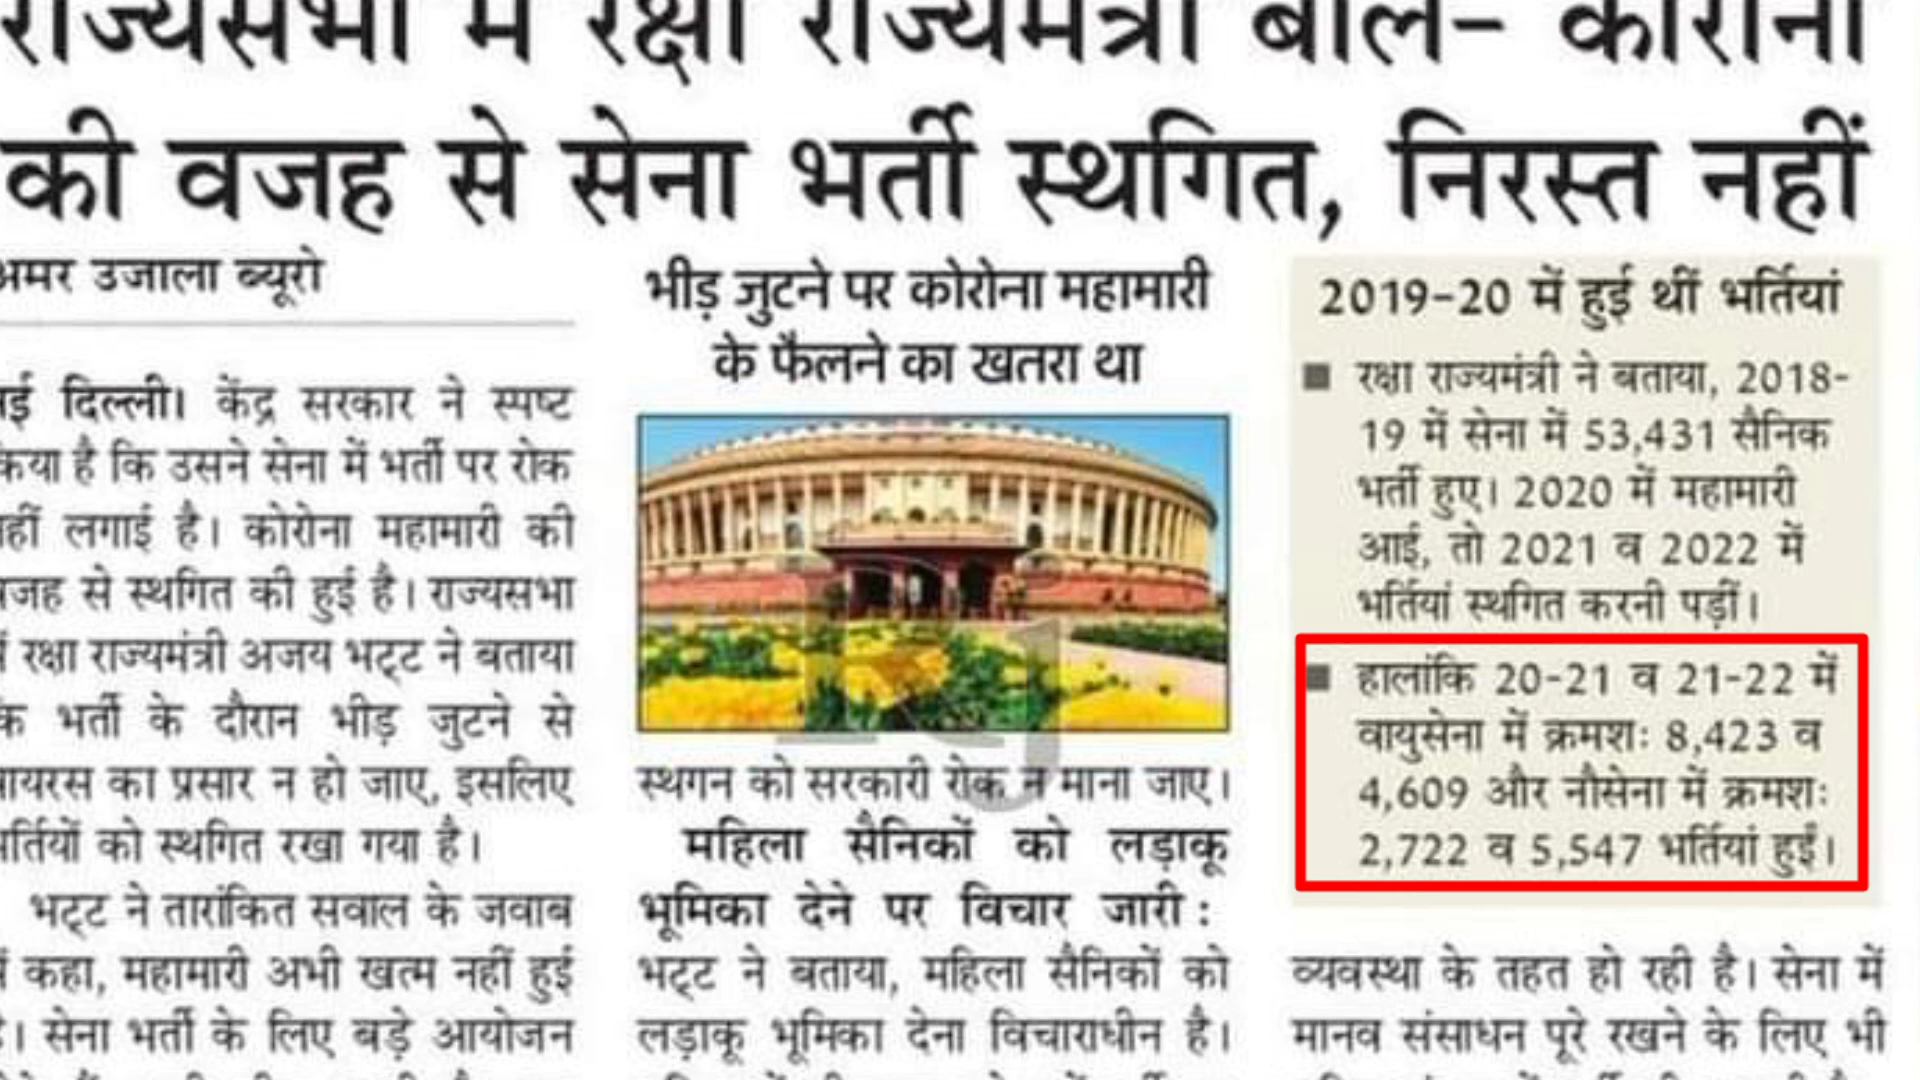 राज्यसभा में रक्षा राज्यमंत्री बोले- कोरोना
की वजह से सेना भर्ती स्थगित, निरस्त नहीं
अमर उजाला ब्यूरो
नई दिल्ली। केंद्र सरकार ने स्पष्ट
किया है कि उसने सेना में भर्ती पर रोक
नहीं लगाई है। कोरोना महामारी की
वजह से स्थगित की हुई है। राज्यसभा
में रक्षा राज्यमंत्री अजय भट्ट ने बताया
कि भर्ती के दौरान भीड़ जुटने से
वायरस का प्रसार न हो जाए, इसलिए
भर्तियों को स्थगित रखा गया है।
भट्ट ने तारांकित सवाल के जवाब
में कहा, महामारी अभी खत्म नहीं हुई
है। सेना भर्ती के लिए बड़े आयोजन
भीड़ जुटने पर कोरोना महामारी
के फैलने का खतरा था
स्थगन को सरकारी रोक न माना जाए।
महिला सैनिकों को लड़ाकू
भूमिका देने पर विचार जारी :
भट्ट ने बताया, महिला सैनिकों को
लड़ाकू भूमिका देना विचाराधीन है।
2019-20 में हुई थीं भर्तियां
■ रक्षा राज्यमंत्री ने बताया, 2018-
19 में सेना में 53,431 सैनिक
भर्ती हुए। 2020 में महामारी
आई, तो 2021 व 2022 में
भर्तियां स्थगित करनी पड़ीं।
■ हालांकि 20-21 व 21-22 में
वायुसेना में क्रमशः 8,423 व
4,609 और नौसेना में क्रमशः
2,722 व 5,547 भर्तियां हुईं।
व्यवस्था के तहत हो रही है। सेना में
मानव संसाधन पूरे रखने के लिए भी